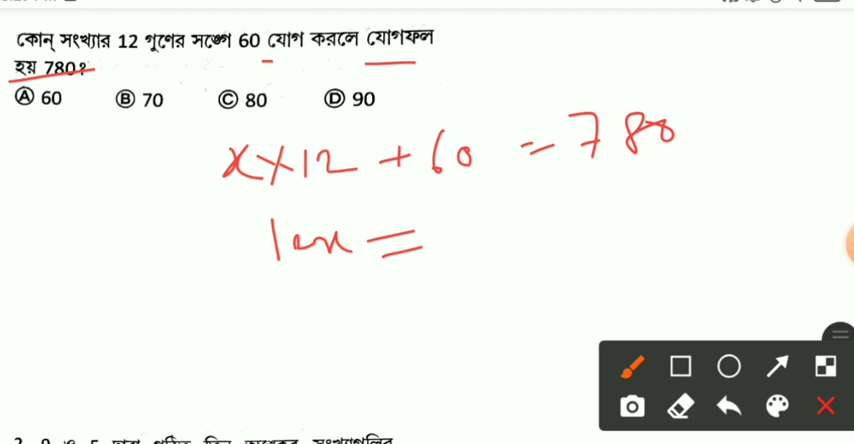 কোন্ সংখ্যার 12 গুণের সঙ্গে 60 যোগ করলে যোগফল
হয় 780?
Ⓐ 60 Ⓑ 70 Ⓒ 80 Ⓓ 90
x×12+60 = 780
12x =